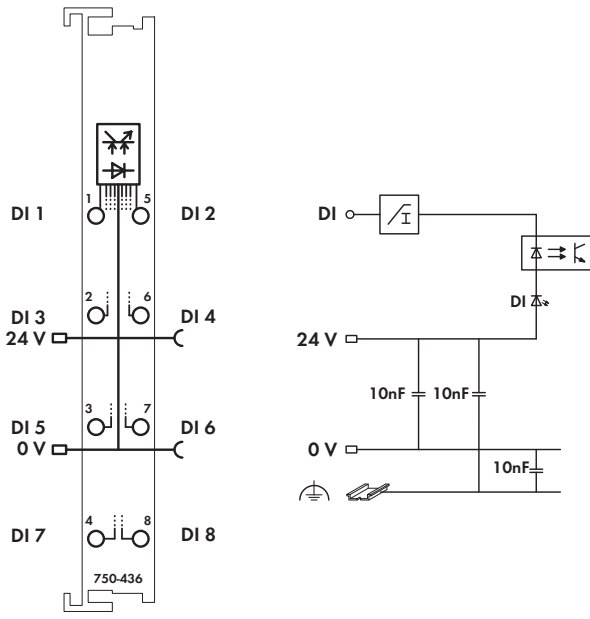 1 5
DI 1 DI 2
2 6
DI 3 DI 4
24 V
3 7
DI 5 DI 6
0 V
4 8
DI 7 DI 8
750-436
DI I
DI
24 V
10nF 10nF
0 V
10nF